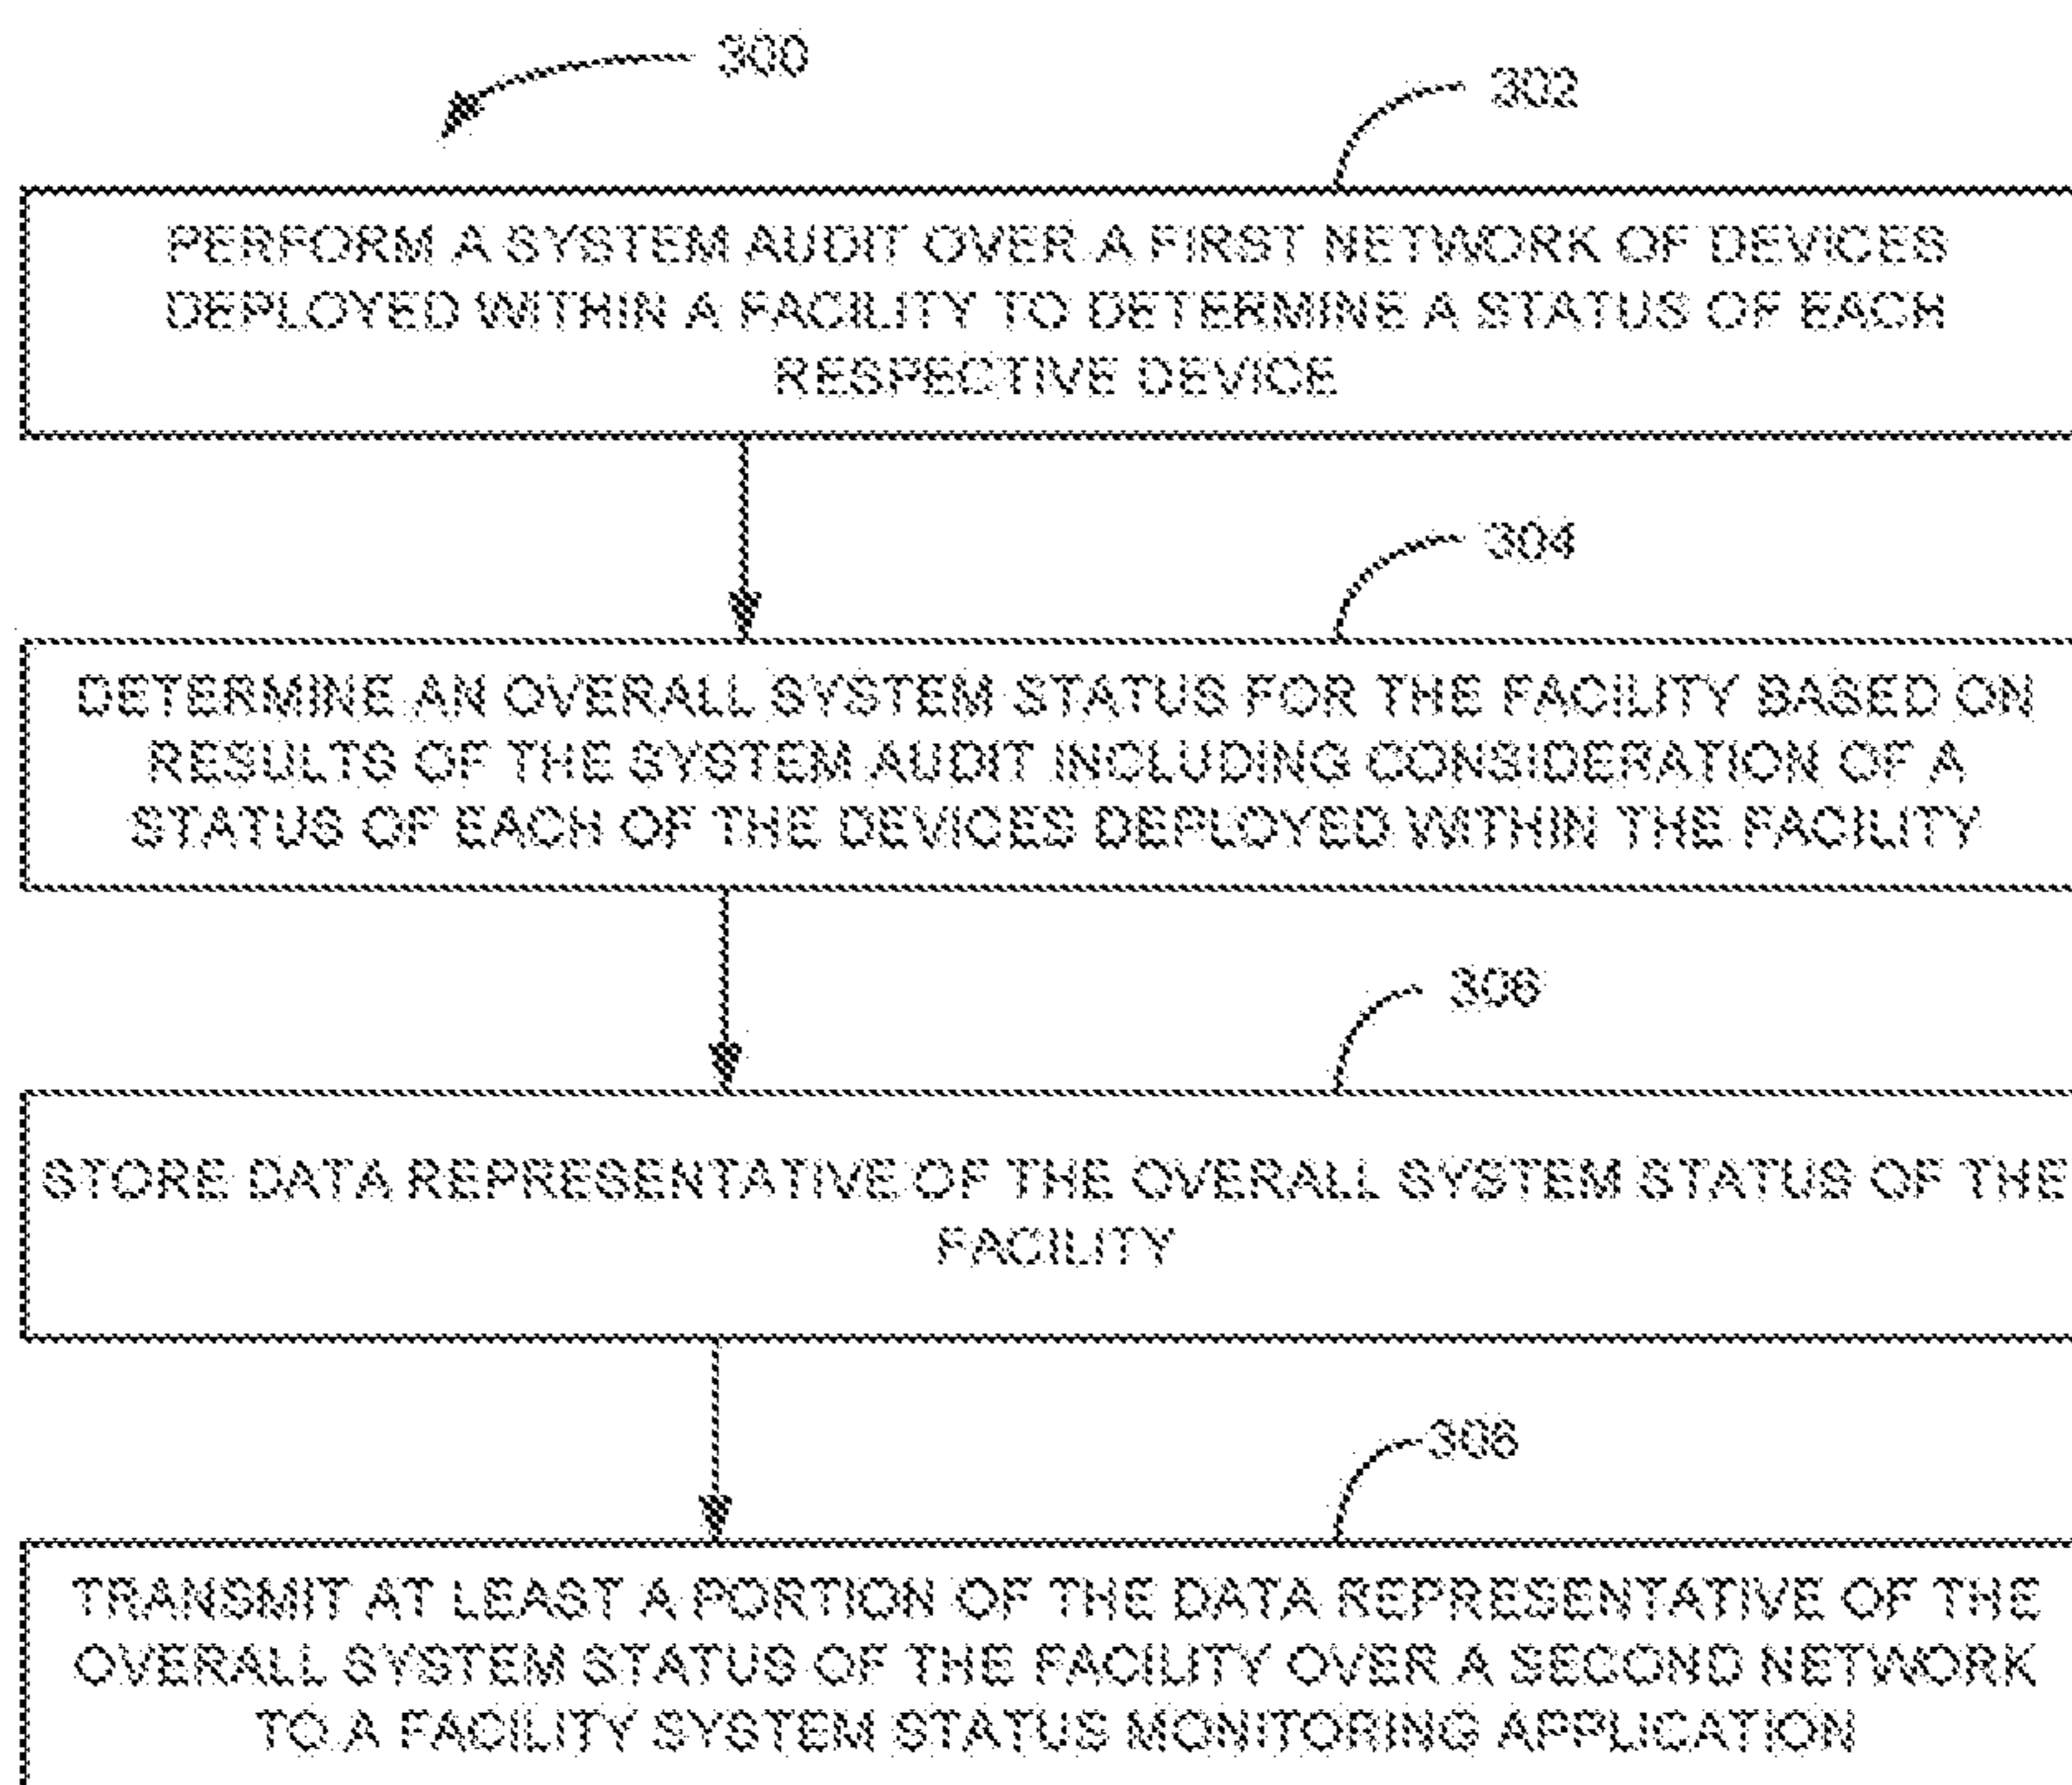 300
302
PERFORM A SYSTEM AUDIT OVER A FIRST NETWORK OF DEVICES
DEPLOYED WITHIN A FACILITY TO DETERMINE A STATUS OF EACH
RESPECTIVE DEVICE
304
DETERMINE AN OVERALL SYSTEM STATUS FOR THE FACILITY BASED ON
RESULTS OF THE SYSTEM AUDIT INCLUDING CONSIDERATION OF A
STATUS OF EACH OF THE DEVICES DEPLOYED WITHIN THE FACILITY
306
STORE DATA REPRESENTATIVE OF THE OVERALL SYSTEM STATUS OF THE
FACILITY
308
TRANSMIT AT LEAST A PORTION OF THE DATA REPRESENTATIVE OF THE
OVERALL SYSTEM STATUS OF THE FACILITY OVER A SECOND NETWORK
TO A FACILITY SYSTEM STATUS MONITORING APPLICATION